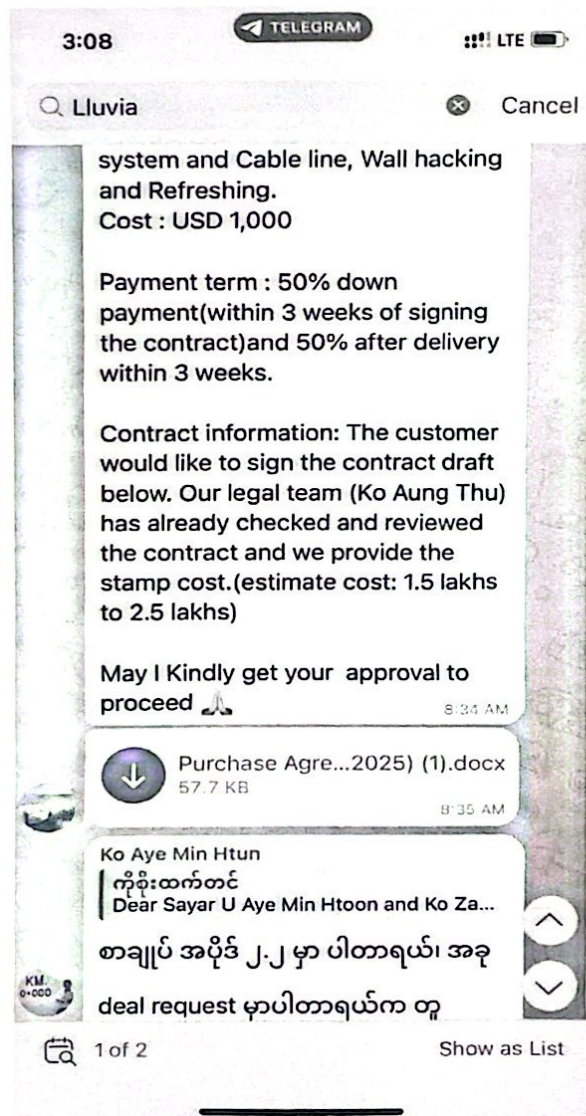 3:08
TELEGRAM
LTE
Lluvia
Cancel
system and Cable line, Wall hacking
and Refreshing.
Cost : USD 1,000
Payment term : 50% down
payment(within 3 weeks of signing
the contract)and 50% after delivery
within 3 weeks.
Contract information: The customer
would like to sign the contract draft
below. Our legal team (Ko Aung Thu)
has already checked and reviewed
the contract and we provide the
stamp cost.(estimate cost: 1.5 lakhs
to 2.5 lakhs)
May I Kindly get your approval to
proceed 🙏
8:34 AM
Purchase Agre...2025) (1).docx
57.7 KB
8:35 AM
Ko Aye Min Htun
ကိုစိုးထက်တင်
Dear Sayar U Aye Min Htoon and Ko Za...
စာချုပ် အပိုဒ် ၂.၂ မှာ ပါတာရယ်၊ အခု
KM.
0+000
deal request မှာပါတာရယ်က တူ
1 of 2
Show as List